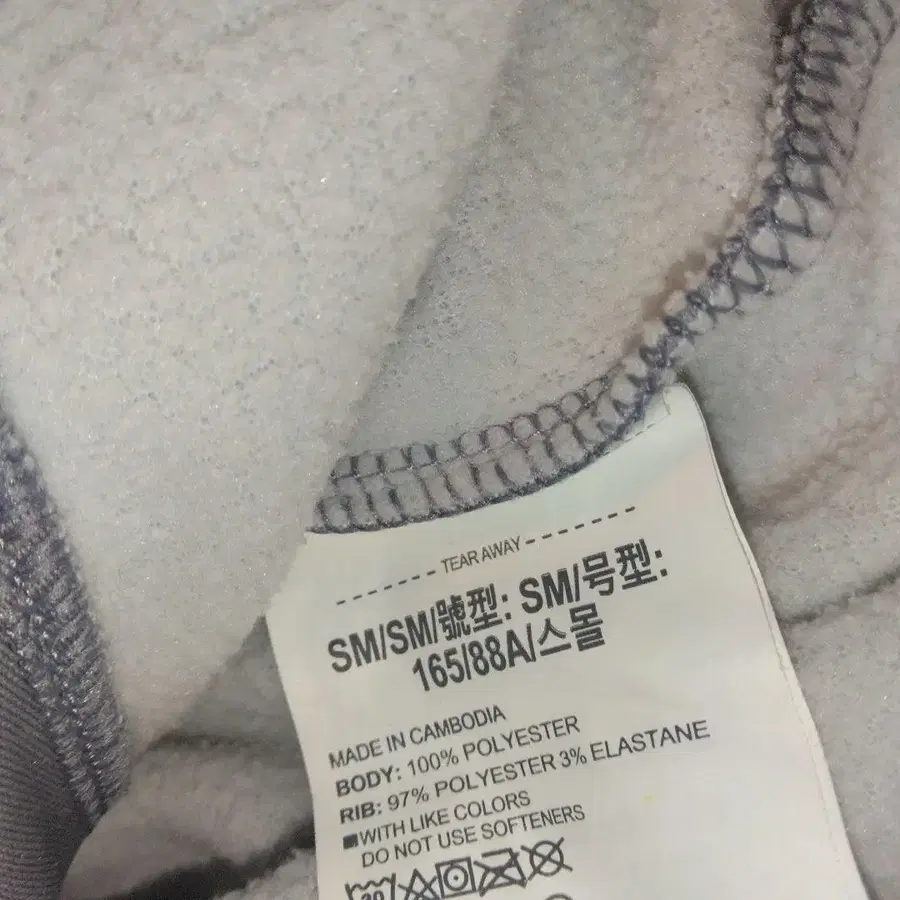 TEAR AWAY
SM/SM/號型: SM/号型:
165/88A/스몰
MADE IN CAMBODIA
BODY: 100% POLYESTER
RIB: 97% POLYESTER 3% ELASTANE
■WITH LIKE COLORS
DO NOT USE SOFTENERS
30